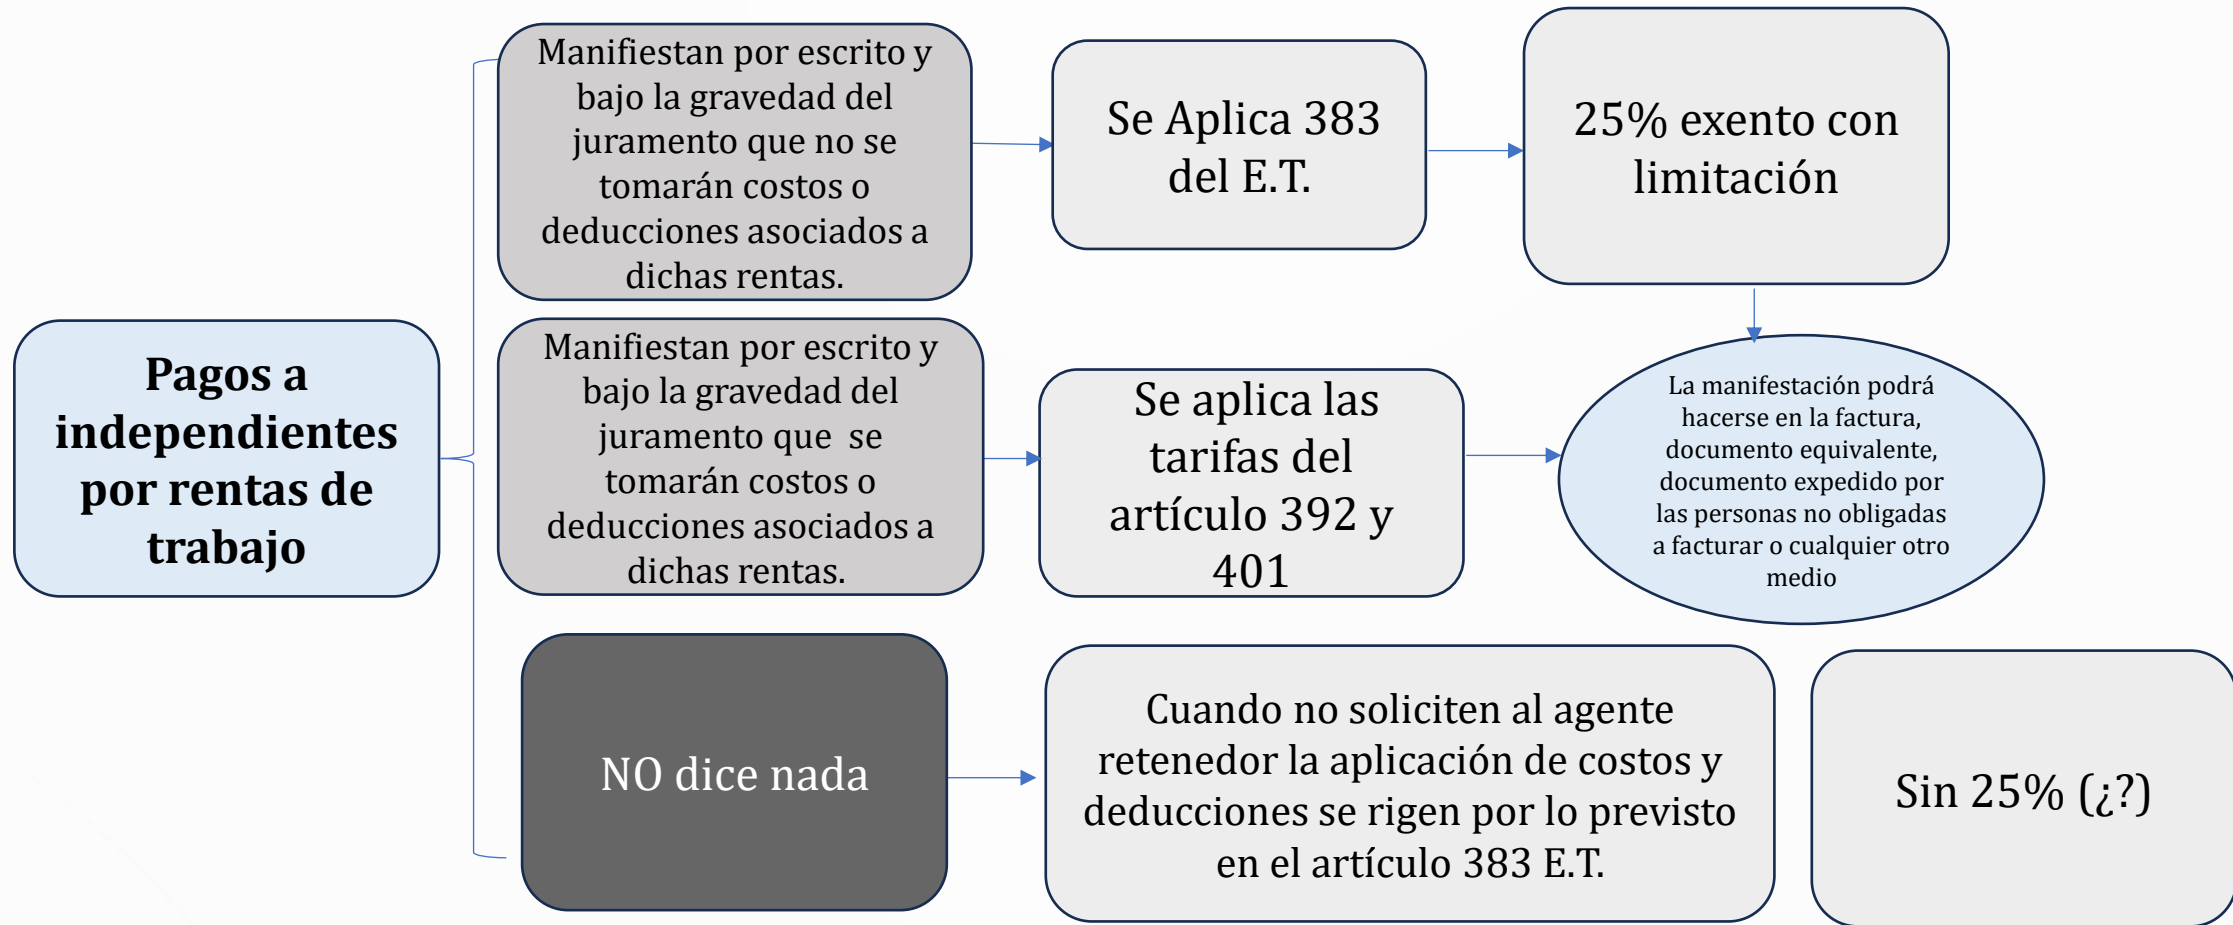 Pagos a
independientes
por rentas de
trabajo
Manifiestan por escrito y
bajo la gravedad del
juramento que no se
tomarán costos o
deducciones asociados a
dichas rentas.
Se Aplica 383
del E.T.
25% exento con
limitación
Manifiestan por escrito y
bajo la gravedad del
juramento que  se
tomarán costos o
deducciones asociados a
dichas rentas.
Se aplica las
tarifas del
artículo 392 y
401
La manifestación podrá
hacerse en la factura,
documento equivalente,
documento expedido por
las personas no obligadas
a facturar o cualquier otro
medio
NO dice nada
Cuando no soliciten al agente
retenedor la aplicación de costos y
deducciones se rigen por lo previsto
en el artículo 383 E.T.
Sin 25% (¿?)